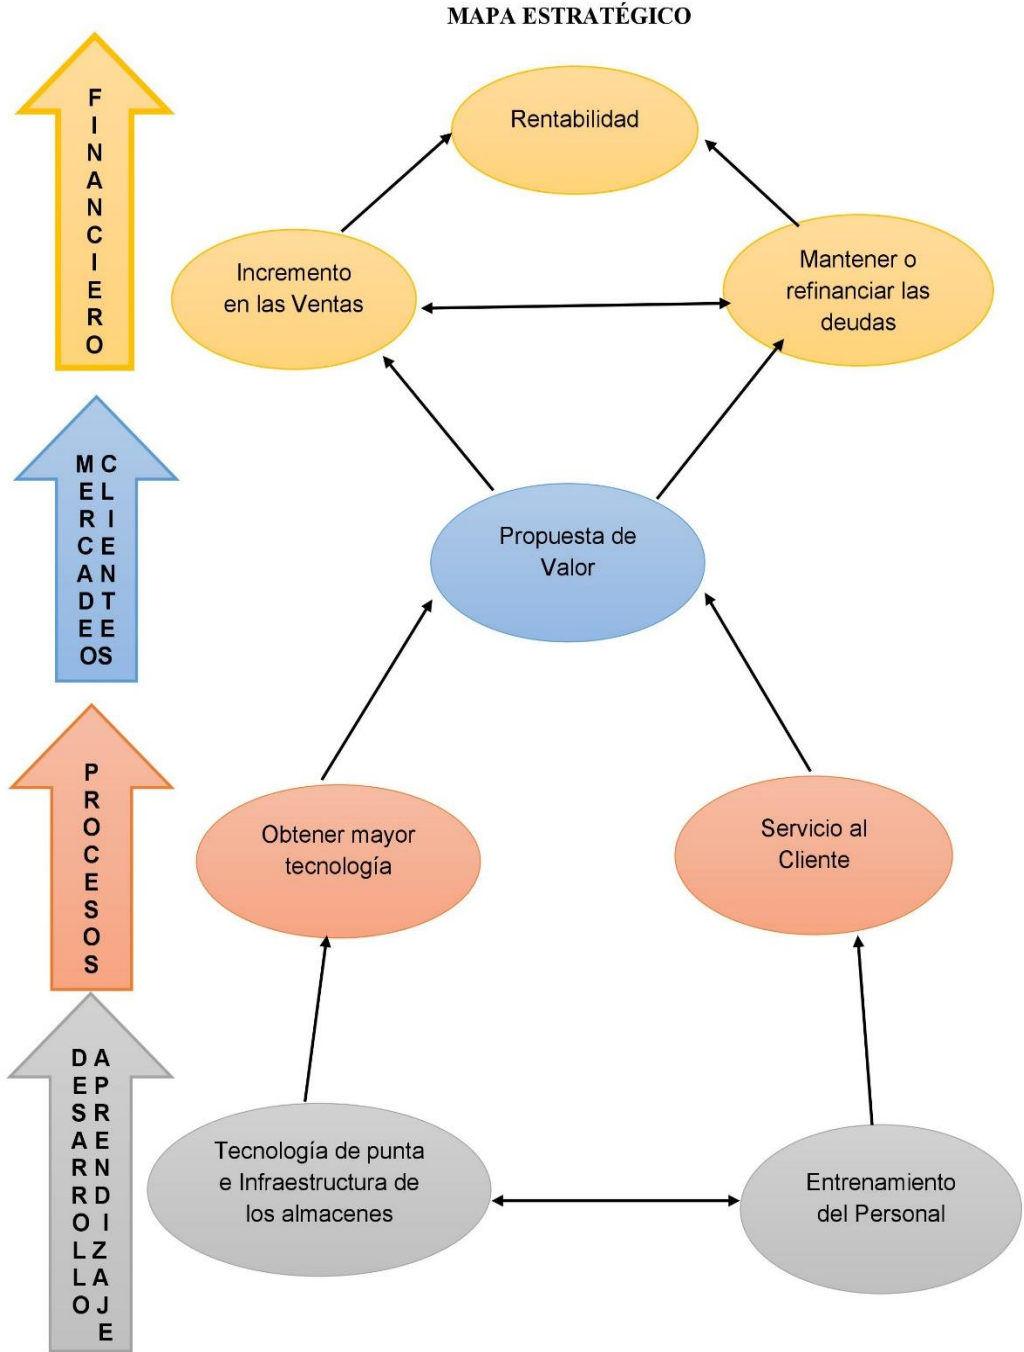 MAPA ESTRATÉGICO
FINANCIERO
Rentabilidad
Incremento
en las Ventas
Mantener o
refinanciar las
deudas
MERCADEO
CLIENTES
Propuesta de
Valor
PROCESOS
Obtener mayor
tecnología
Servicio al
Cliente
DESARROLLO
APRENDIZAJE
Tecnología de punta
e Infraestructura de
los almacenes
Entrenamiento
del Personal